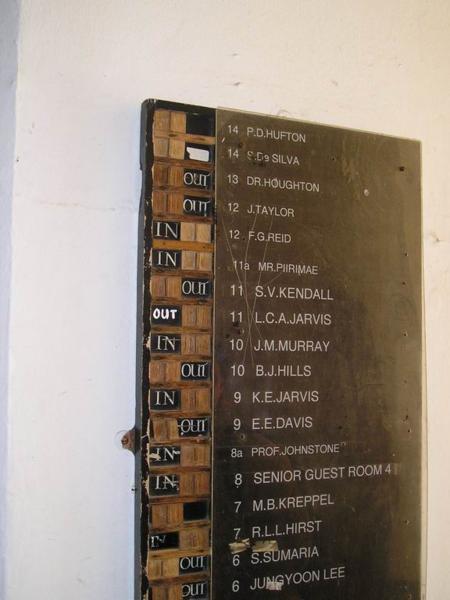 14 P.D.HUFTON
14 S.De SILVA
OUT 13 DR.HOUGHTON
OUT 12 J.TAYLOR
IN 12 F.G.REID
IN 11a MR.PIIRIMAE
OUT 11 S.V.KENDALL
OUT 11 L.C.A.JARVIS
IN 10 J.M.MURRAY
OUT 10 B.J.HILLS
IN 9 K.E.JARVIS
OUT 9 E.E.DAVIS
IN 8a PROF.JOHNSTONE
IN 8 SENIOR GUEST ROOM 4
7 M.B.KREPPEL
IN 7 R.L.L.HIRST
OUT 6 S.SUMARIA
OUT 6 JUNGYOON LEE